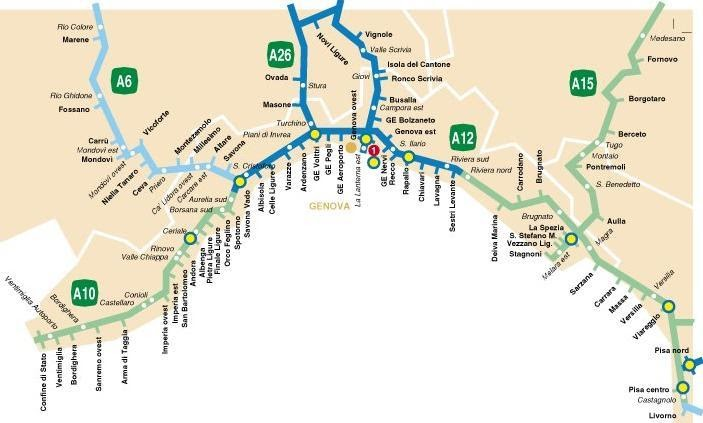 Rio Colore
Marene
A6
Rio Ghidone
Fossano
Carrù
Mondovì est
Mondovì
Mondovì ovest
Vicoforte
Niella Tanaro
Ceva
Priero
Montezemolo
Millesimo
Ca' Lidora ovest
Carcare est
Altare
Savona
A26
Novi Ligure
Ovada
Stura
Masone
Turchino
Piani di Invrea
Vignole
Valle Scrivia
Isola del Cantone
Giovi
Ronco Scrivia
Busalla
Campora est
GE Bolzaneto
Genova ovest
Genova est
A12
S. Ilario
A15
Medesano
Fornovo
Borgotaro
Berceto
Tugo
Montaio
Pontremoli
S. Benedetto
Aulla
Magra
S. Cristoforo
Albisola
Celle Ligure
Varazze
Arenzano
GE Voltri
GE Pegli
GE Aeroporto
GENOVA
La Lanterna est
1
GE Nervi
Recco
Rapallo
Chiavari
Lavagna
Sestri Levante
Riviera sud
Riviera nord
Deiva Marina
Carrodano
Brugnato
Brugnato
La Spezia
S. Stefano M.
Vezzano Lig.
Stagnoni
Melara est
Sarzana
Carrara
Massa
Versilia
Versilia
Viareggio
Pisa nord
Pisa centro
Castagnolo
Livorno
Savona Vado
Spotorno
Aurelia sud
Borsana sud
Orco Feglino
Finale Ligure
Pietra Ligure
Ceriale
Albenga
Rinovo
Valle Chiappa
Andora
San Bartolomeo
Imperia est
Imperia ovest
Conioli
Castellaro
A10
Arma di Taggia
Sanremo ovest
Bordighera
Bordighera
Ventimiglia
Ventimiglia Autoporto
Confine di Stato